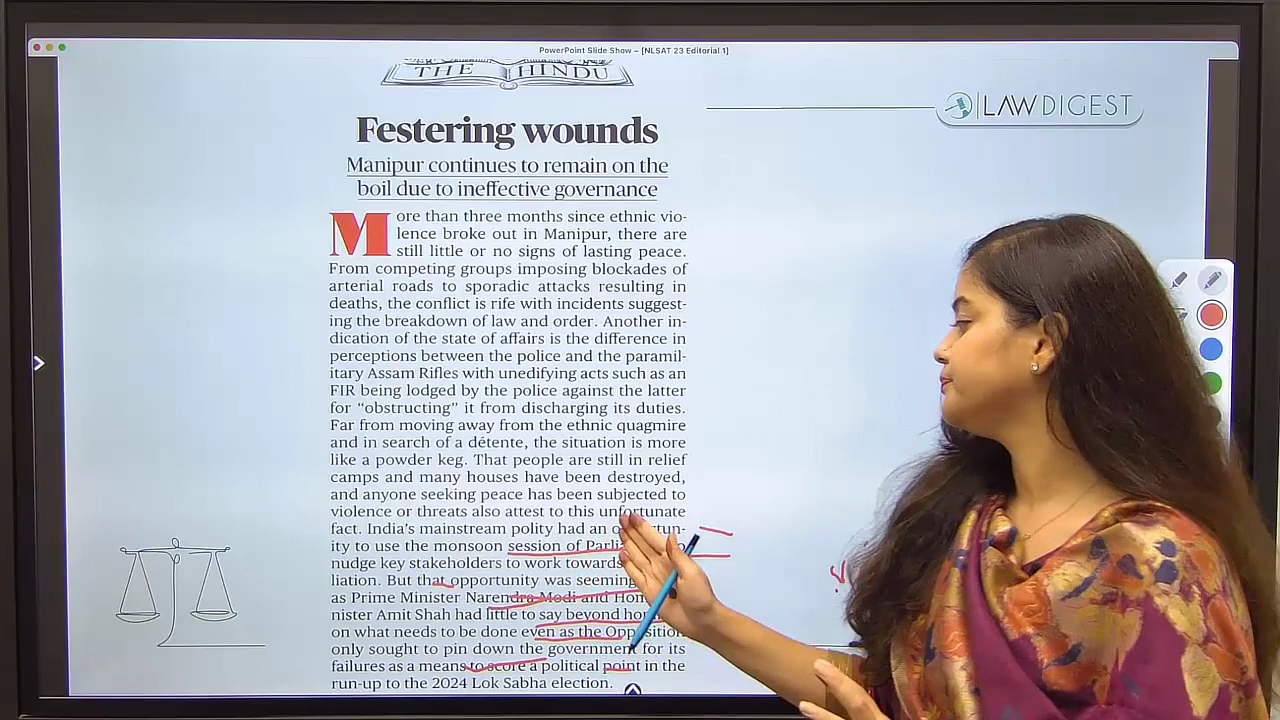 PowerPoint Slide Show – [NLSAT 23 Editorial 1]
THE HINDU
LAWDIGEST
Festering wounds
Manipur continues to remain on the
boil due to ineffective governance
More than three months since ethnic vio-
lence broke out in Manipur, there are
still little or no signs of lasting peace.
From competing groups imposing blockades of
arterial roads to sporadic attacks resulting in
deaths, the conflict is rife with incidents suggest-
ing the breakdown of law and order. Another in-
dication of the state of affairs is the difference in
perceptions between the police and the paramil-
itary Assam Rifles with unedifying acts such as an
FIR being lodged by the police against the latter
for “obstructing” it from discharging its duties.
Far from moving away from the ethnic quagmire
and in search of a détente, the situation is more
like a powder keg. That people are still in relief
camps and many houses have been destroyed,
and anyone seeking peace has been subjected to
violence or threats also attest to this unfortunate
fact. India’s mainstream polity had an
ity to use the monsoon session of
nudge key stakeholders to work towards
liation. But that opportunity was
as Prime Minister Narendra Modi and
nister Amit Shah had little to say beyond
on what needs to be done even as the Opposition
only sought to pin down the government for its
failures as a means to score a political point in the
run-up to the 2024 Lok Sabha election.